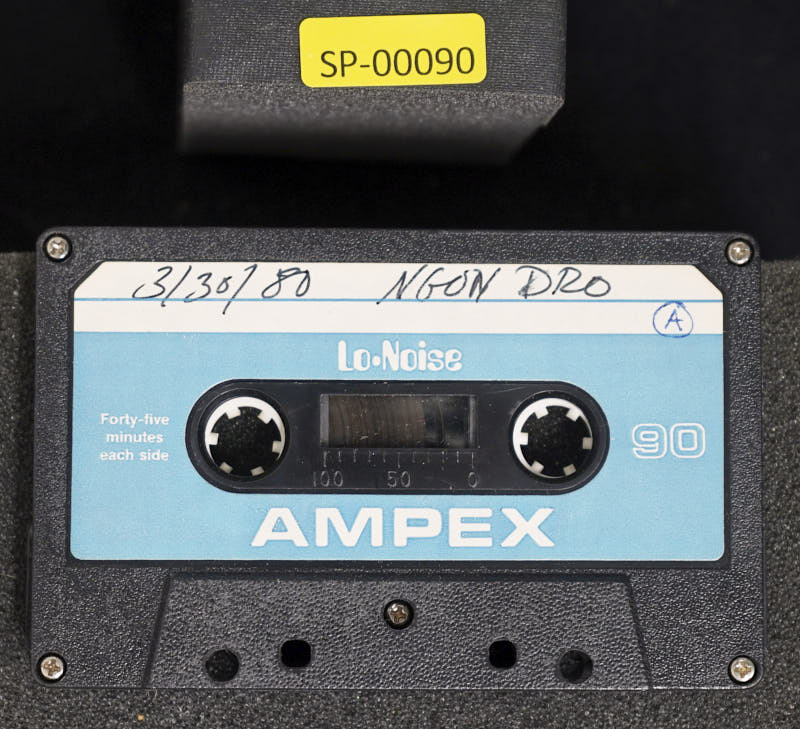 SP-00090
3/30/80 NGON DRO
A
Lo•Noise
Forty-five
minutes
each side
90
100 50 0
AMPEX